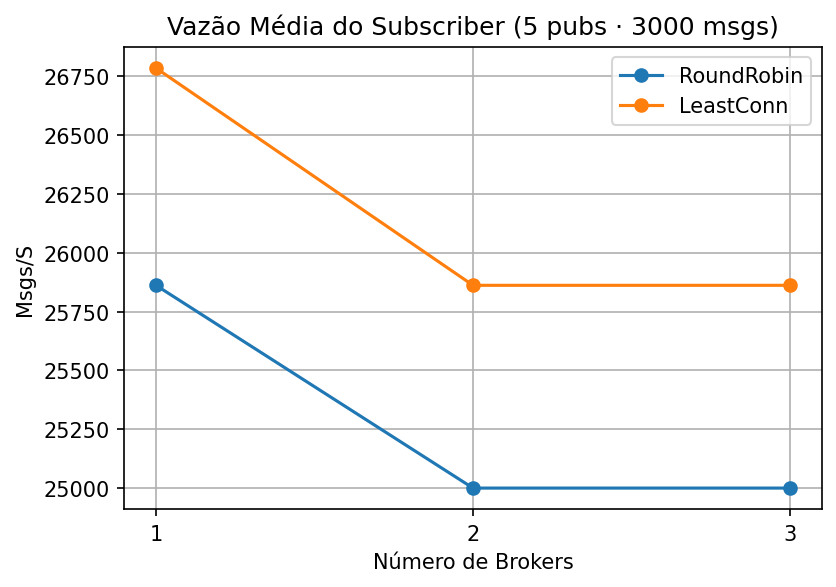 Vazão Média do Subscriber (5 pubs · 3000 msgs)
RoundRobin
LeastConn
Msgs/S
26750
26500
26250
26000
25750
25500
25250
25000
1
2
3
Número de Brokers